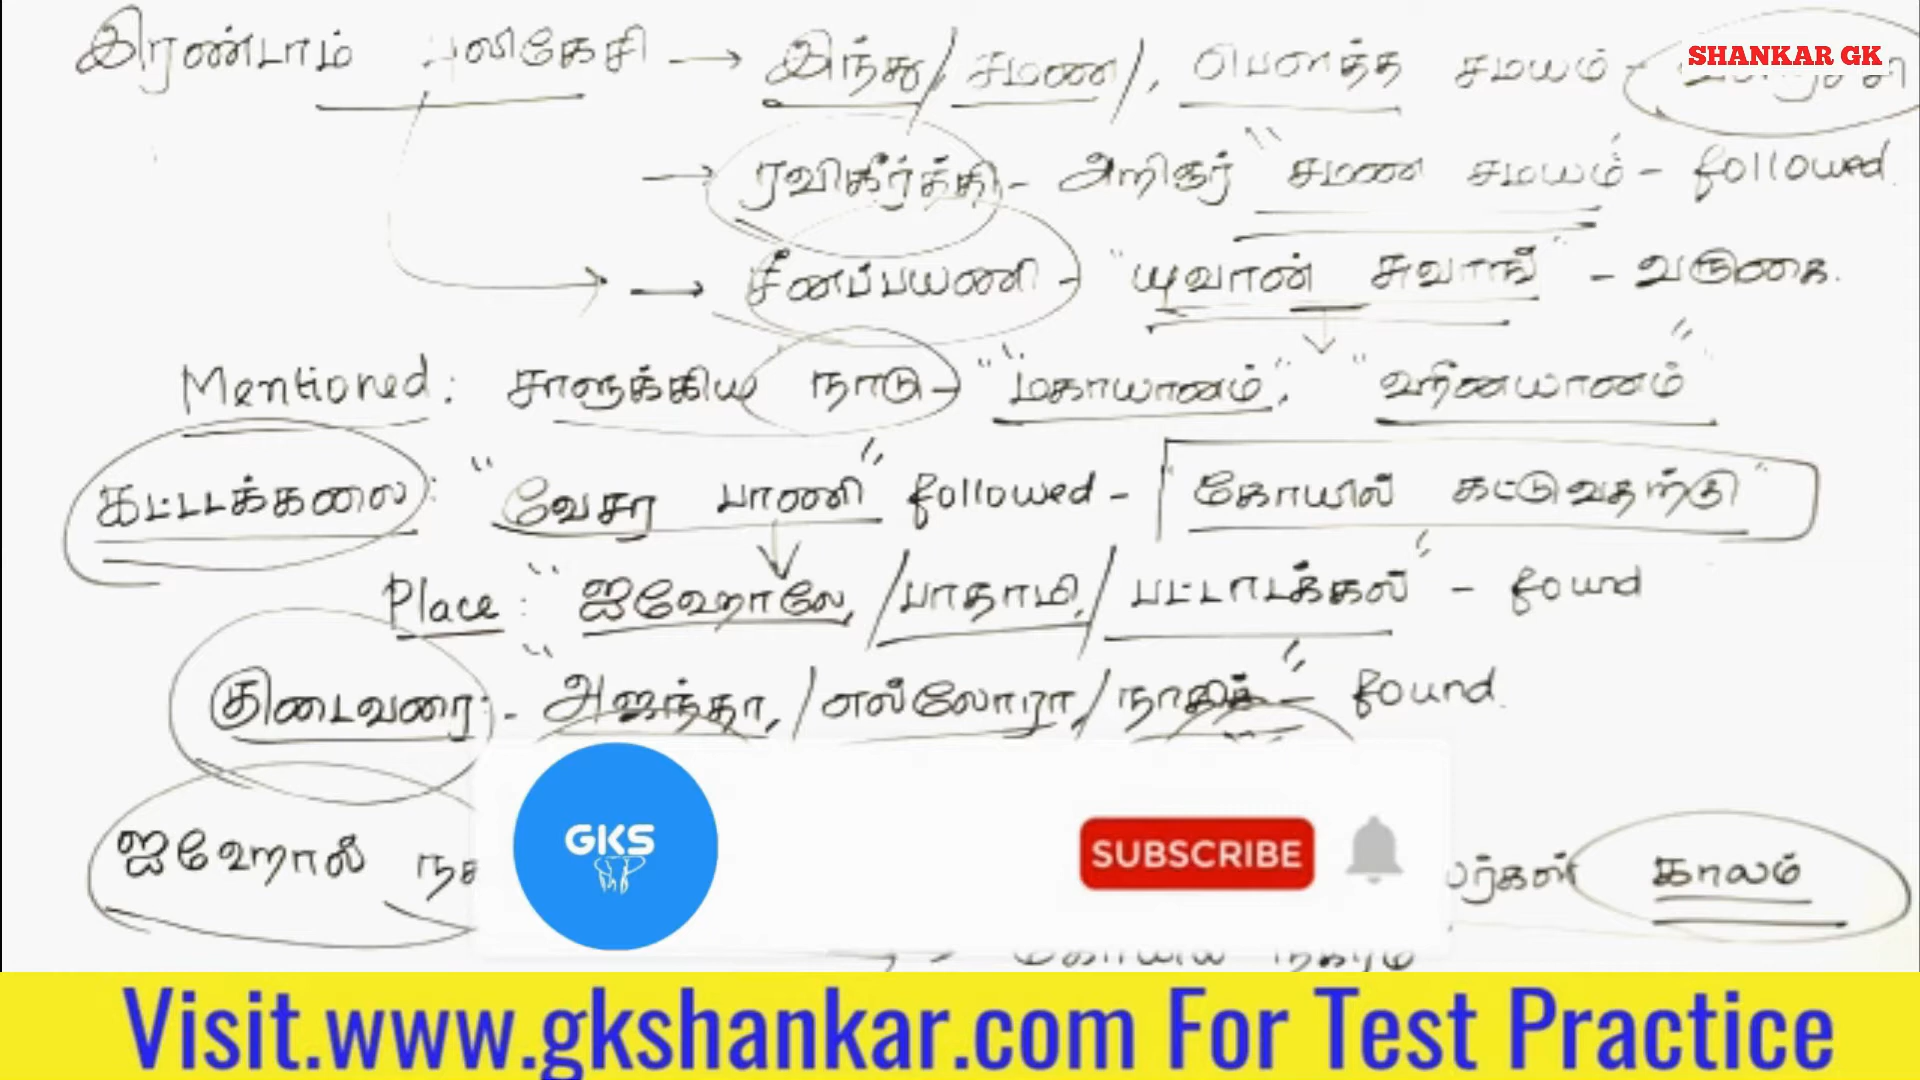 இரண்டாம் புலிகேசி → இந்து / சமண /, பௌத்த சமயம் -
SHANKAR GK
→ ரவிகீர்த்தி - அறிஞர் "சமண சமயம் - followed
→ சீனப்பயணி - "யுவான் சுவாங்" - வருகை.
Mentioned: சாளுக்கிய நாடு - "மகாயானம்", "ஹீனயானம்"
கட்டடக்கலை: "வேசர பாணி" followed - "கோயில் கட்டுவதற்கு"
Place: "ஐஹோலே, / பாதாமி, / பட்டாடக்கல்" - found
குடைவரை: - "அஜந்தா, / எல்லோரா, / நாசிக்" - found.
ஐஹோல் காலம்
GKS
SUBSCRIBE
Visit.www.gkshankar.com For Test Practice